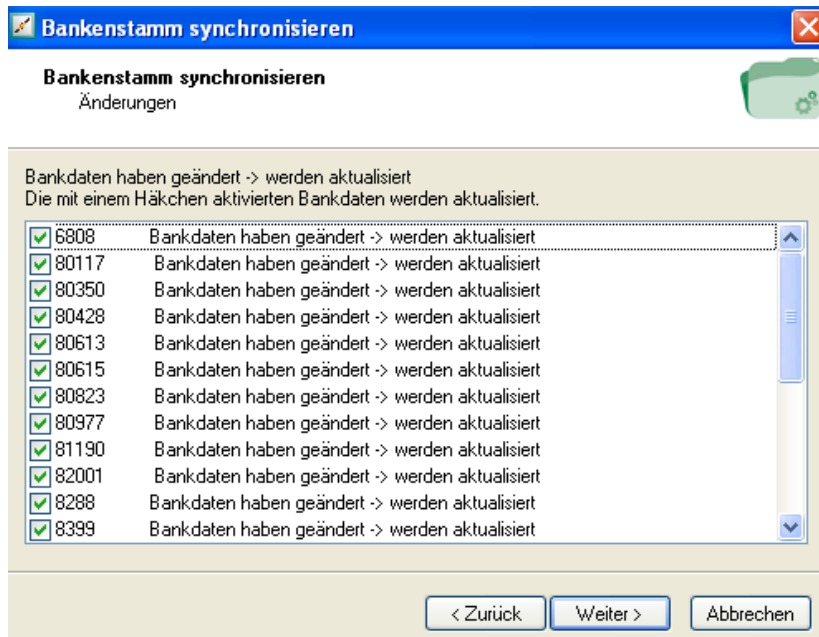 Bankenstamm synchronisieren
Bankenstamm synchronisieren
Änderungen
Bankdaten haben geändert -> werden aktualisiert
Die mit einem Häkchen aktivierten Bankdaten werden aktualisiert.
6808 Bankdaten haben geändert -> werden aktualisiert
80117 Bankdaten haben geändert -> werden aktualisiert
80350 Bankdaten haben geändert -> werden aktualisiert
80428 Bankdaten haben geändert -> werden aktualisiert
80613 Bankdaten haben geändert -> werden aktualisiert
80615 Bankdaten haben geändert -> werden aktualisiert
80823 Bankdaten haben geändert -> werden aktualisiert
80977 Bankdaten haben geändert -> werden aktualisiert
81190 Bankdaten haben geändert -> werden aktualisiert
82001 Bankdaten haben geändert -> werden aktualisiert
8288 Bankdaten haben geändert -> werden aktualisiert
8399 Bankdaten haben geändert -> werden aktualisiert
< Zurück Weiter > Abbrechen